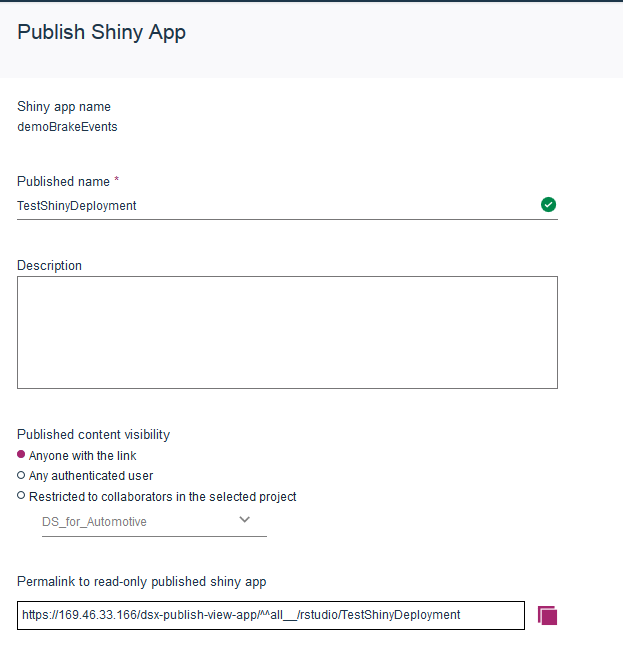 Publish Shiny App
Shiny app name
demoBrakeEvents
Published name *
TestShinyDeployment
Description
Published content visibility
Anyone with the link
Any authenticated user
Restricted to collaborators in the selected project
DS_for_Automotive
Permalink to read-only published shiny app
https://169.46.33.166/dsx-publish-view-app/^^all__/rstudio/TestShinyDeployment